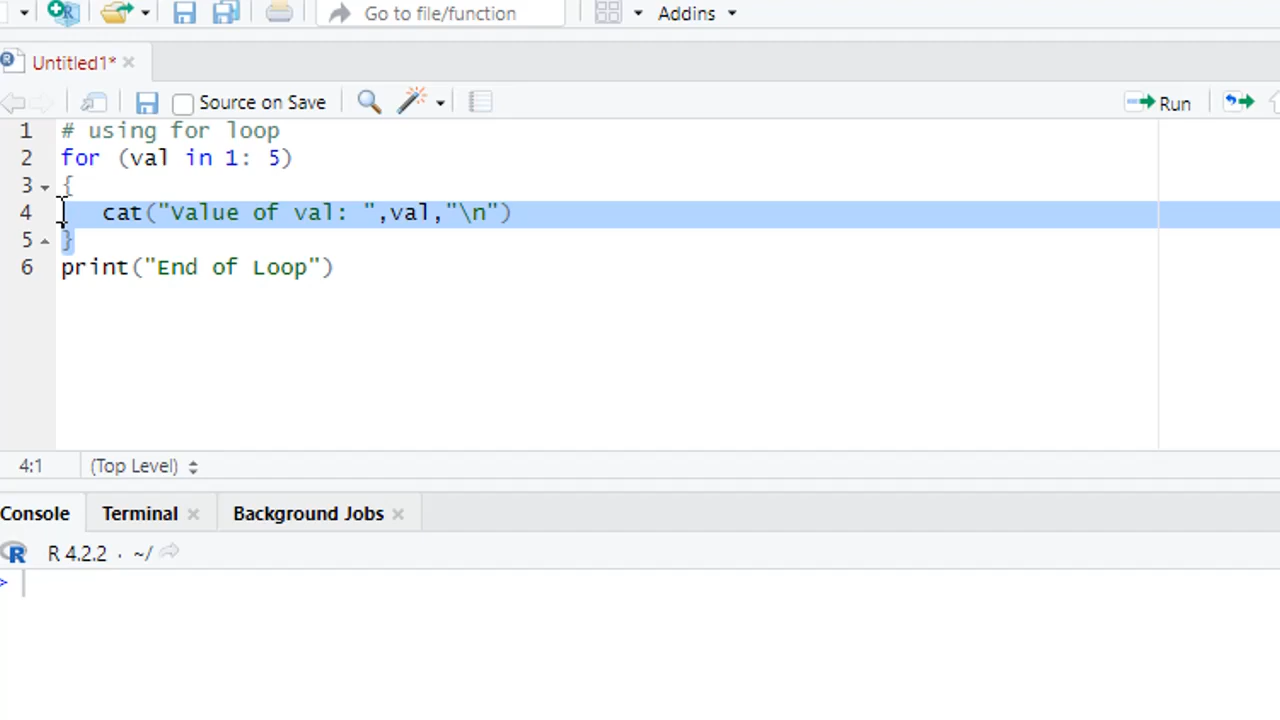 Go to file/function
Addins
Untitled1*
Source on Save
Run
1 # using for loop
2 for (val in 1: 5)
3 {
4 cat("Value of val: ",val,"\n")
5 }
6 print("End of Loop")
4:1 (Top Level)
Console Terminal Background Jobs
R R 4.2.2 · ~/
>